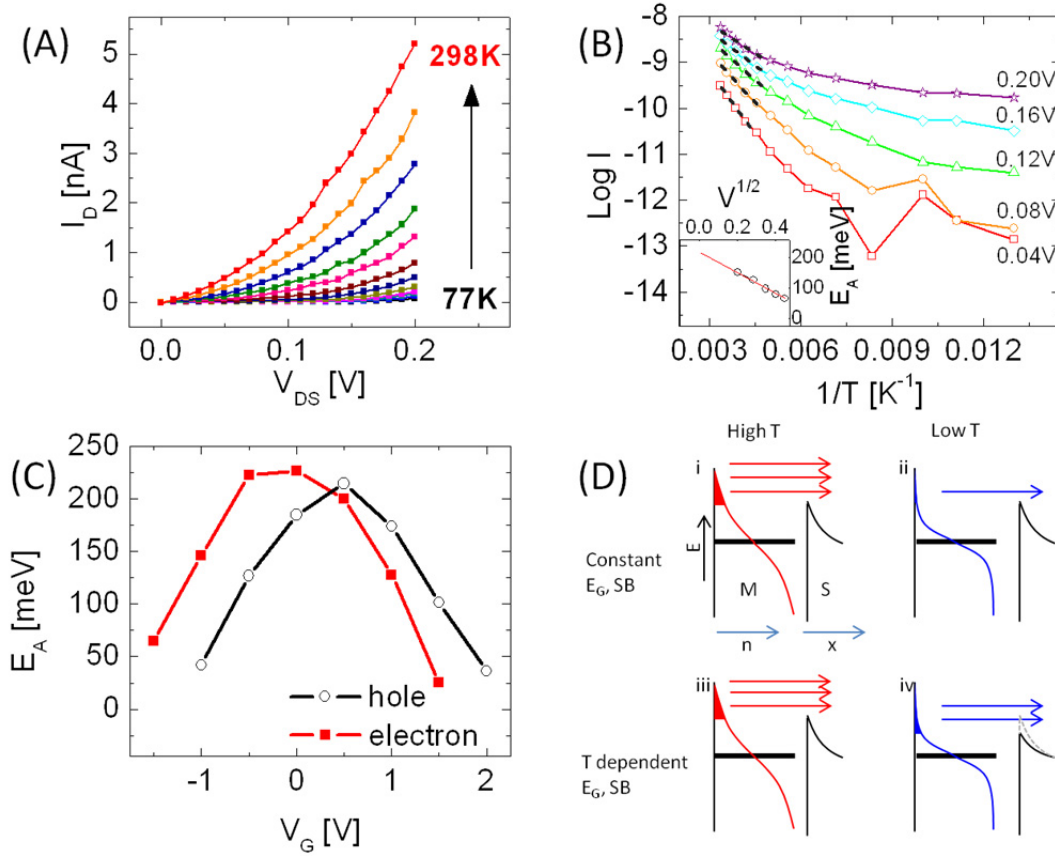 (A)
5
4
3
2
1
0
I_D [nA]
298K
77K
0.0 0.1 0.2
V_DS [V]
(B)
-8
-9
-10
-11
-12
-13
-14
Log I
0.20V
0.16V
0.12V
0.08V
0.04V
V^1/2
0.0 0.2 0.4
200
100
0
E_A [meV]
0.003 0.006 0.009 0.012
1/T [K^-1]
(C)
250
200
150
100
50
0
E_A [meV]
hole
electron
-1 0 1 2
V_G [V]
(D)
High T Low T
i ii
E
Constant
E_G, SB
M S
n x
iii iv
T dependent
E_G, SB